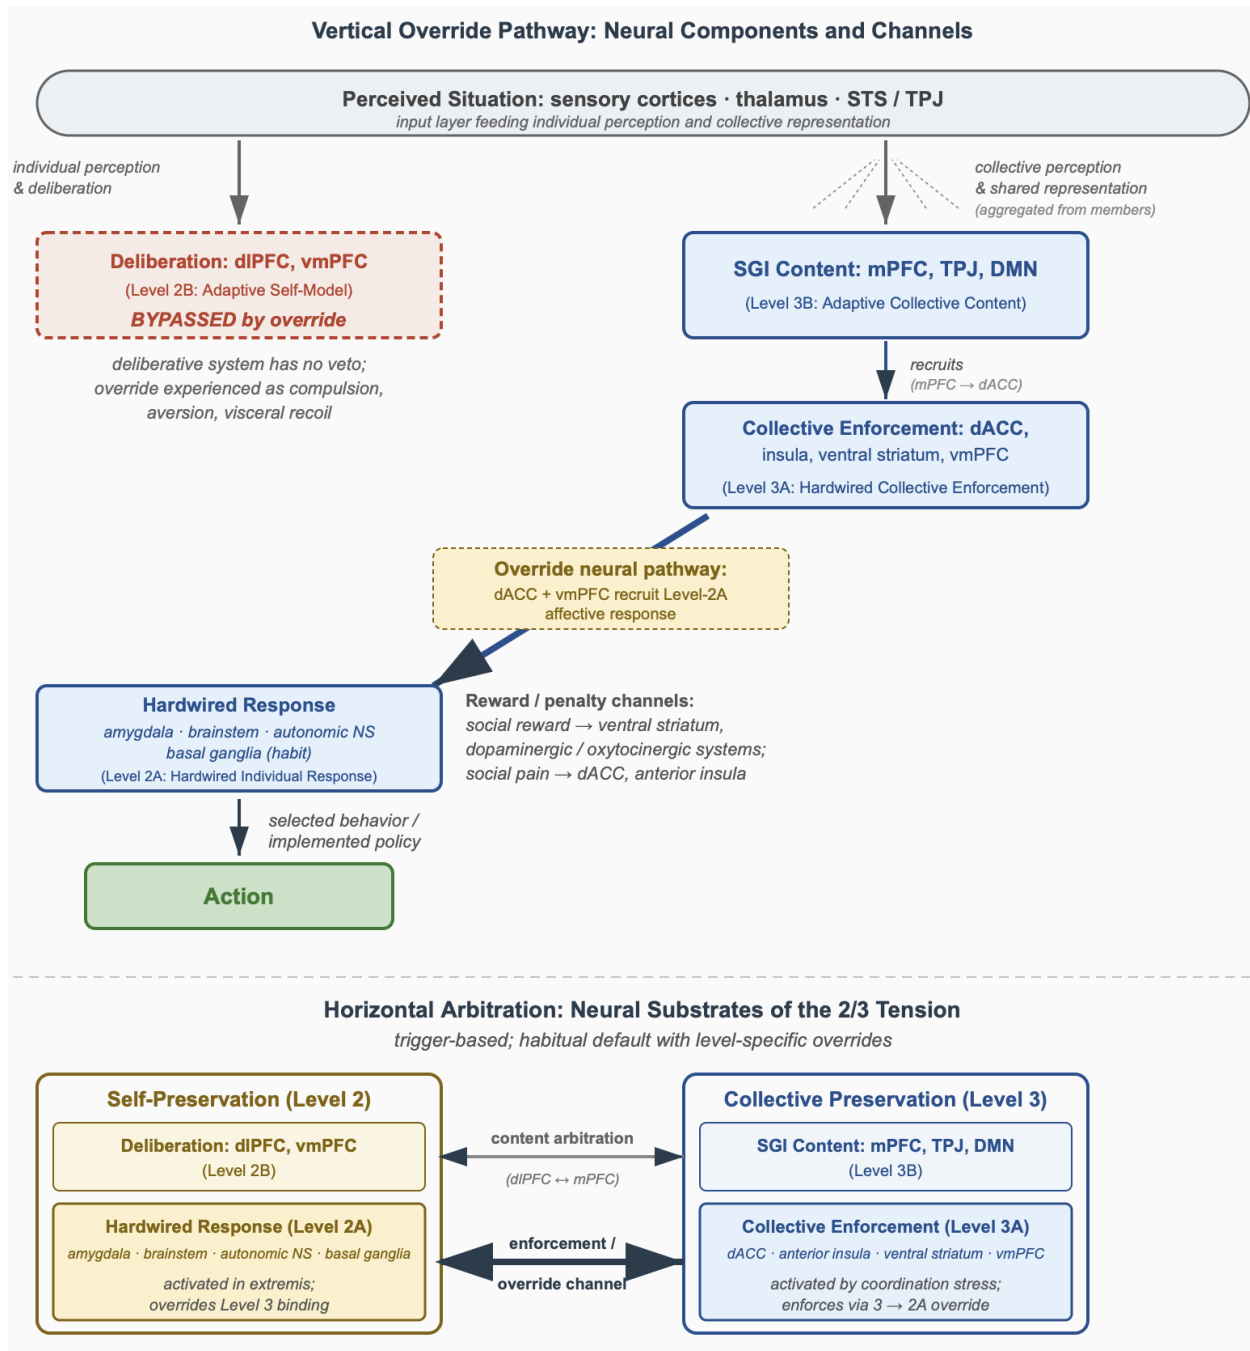 Vertical Override Pathway: Neural Components and Channels
Perceived Situation: sensory cortices · thalamus · STS / TPJ
input layer feeding individual perception and collective representation
individual perception
& deliberation
collective perception
& shared representation
(aggregated from members)
Deliberation: dlPFC, vmPFC
(Level 2B: Adaptive Self-Model)
BYPASSED by override
deliberative system has no veto;
override experienced as compulsion,
aversion, visceral recoil
SGI Content: mPFC, TPJ, DMN
(Level 3B: Adaptive Collective Content)
recruits
(mPFC → dACC)
Collective Enforcement: dACC,
insula, ventral striatum, vmPFC
(Level 3A: Hardwired Collective Enforcement)
Override neural pathway:
dACC + vmPFC recruit Level-2A
affective response
Hardwired Response
amygdala · brainstem · autonomic NS
basal ganglia (habit)
(Level 2A: Hardwired Individual Response)
Reward / penalty channels:
social reward → ventral striatum,
dopaminergic / oxytocinergic systems;
social pain → dACC, anterior insula
selected behavior /
implemented policy
Action
Horizontal Arbitration: Neural Substrates of the 2/3 Tension
trigger-based; habitual default with level-specific overrides
Self-Preservation (Level 2)
Deliberation: dlPFC, vmPFC
(Level 2B)
Hardwired Response (Level 2A)
amygdala · brainstem · autonomic NS · basal ganglia
activated in extremis;
overrides Level 3 binding
content arbitration
(dlPFC ↔ mPFC)
enforcement /
override channel
Collective Preservation (Level 3)
SGI Content: mPFC, TPJ, DMN
(Level 3B)
Collective Enforcement (Level 3A)
dACC · anterior insula · ventral striatum · vmPFC
activated by coordination stress;
enforces via 3 → 2A override